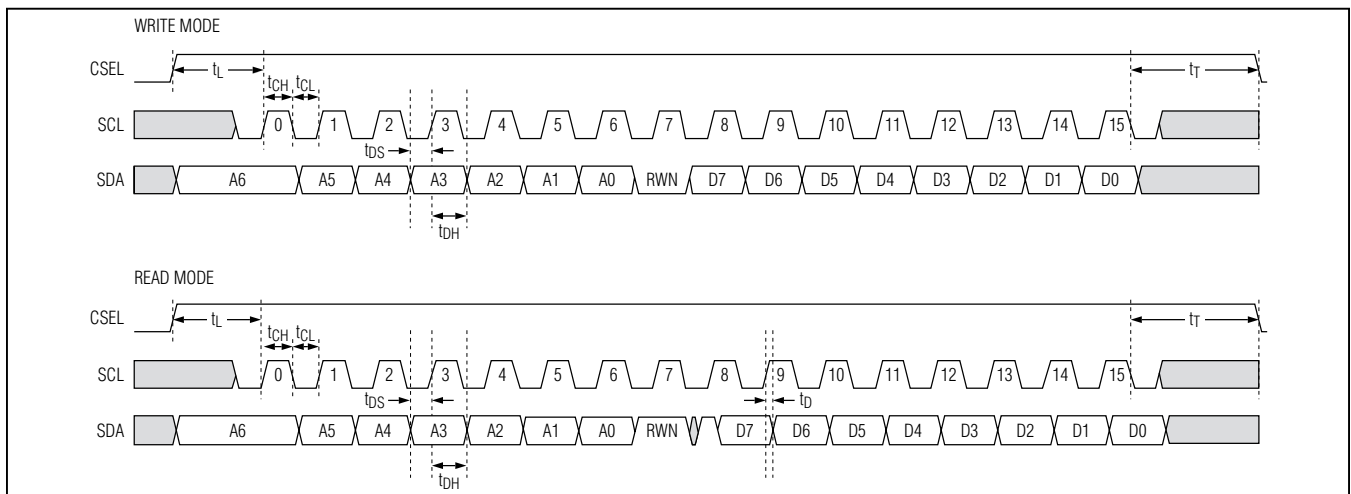 WRITE MODE
CSEL
tL
tT
tCH tCL
SCL
0 1 2 3 4 5 6 7 8 9 10 11 12 13 14 15
tDS
SDA
A6 A5 A4 A3 A2 A1 A0 RWN D7 D6 D5 D4 D3 D2 D1 D0
tDH
READ MODE
CSEL
tL
tT
tCH tCL
SCL
0 1 2 3 4 5 6 7 8 9 10 11 12 13 14 15
tDS tD
SDA
A6 A5 A4 A3 A2 A1 A0 RWN D7 D6 D5 D4 D3 D2 D1 D0
tDH